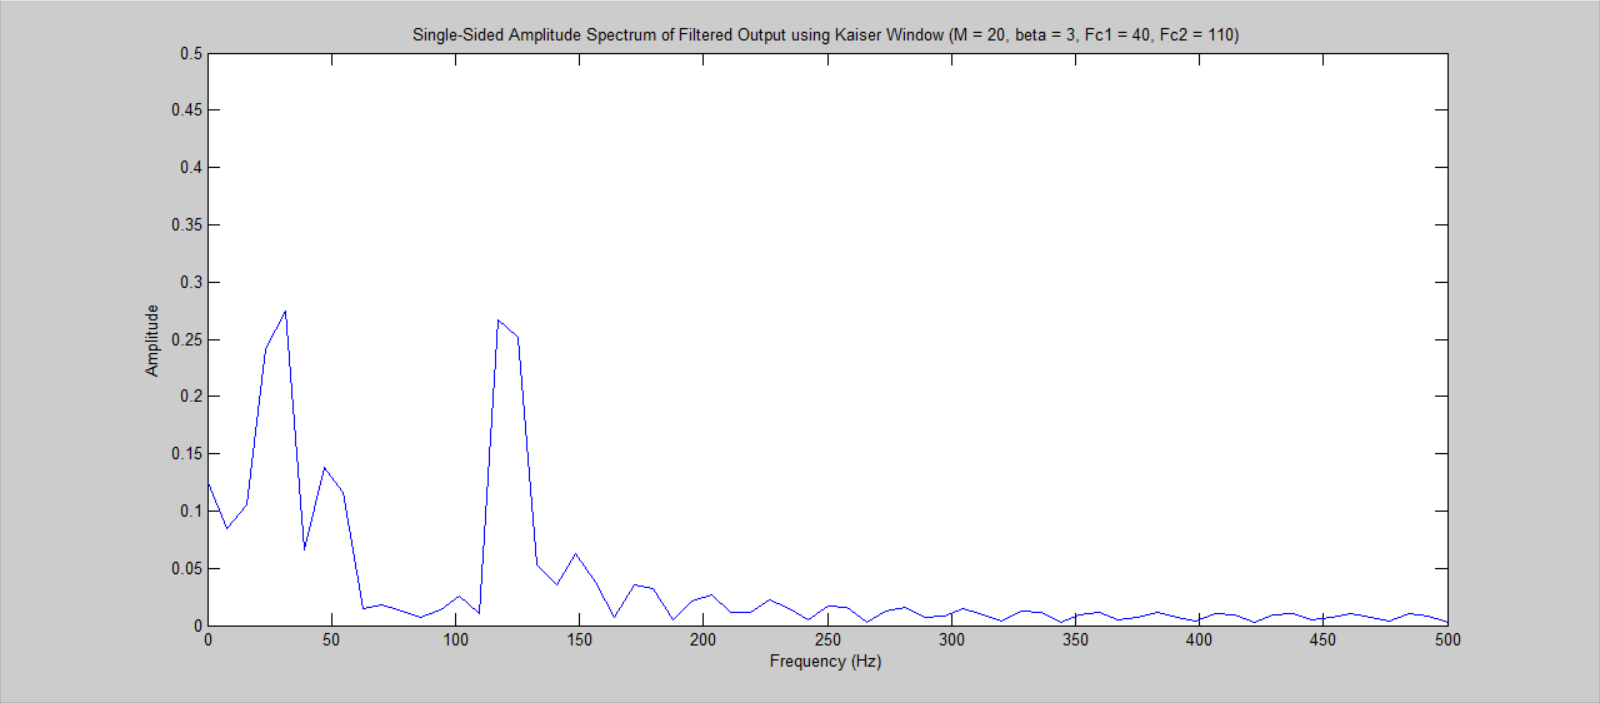 Single-Sided Amplitude Spectrum of Filtered Output using Kaiser Window (M = 20, beta = 3, Fc1 = 40, Fc2 = 110)
0.5
0.45
0.4
0.35
0.3
0.25
0.2
0.15
0.1
0.05
0
Amplitude
0 50 100 150 200 250 300 350 400 450 500
Frequency (Hz)